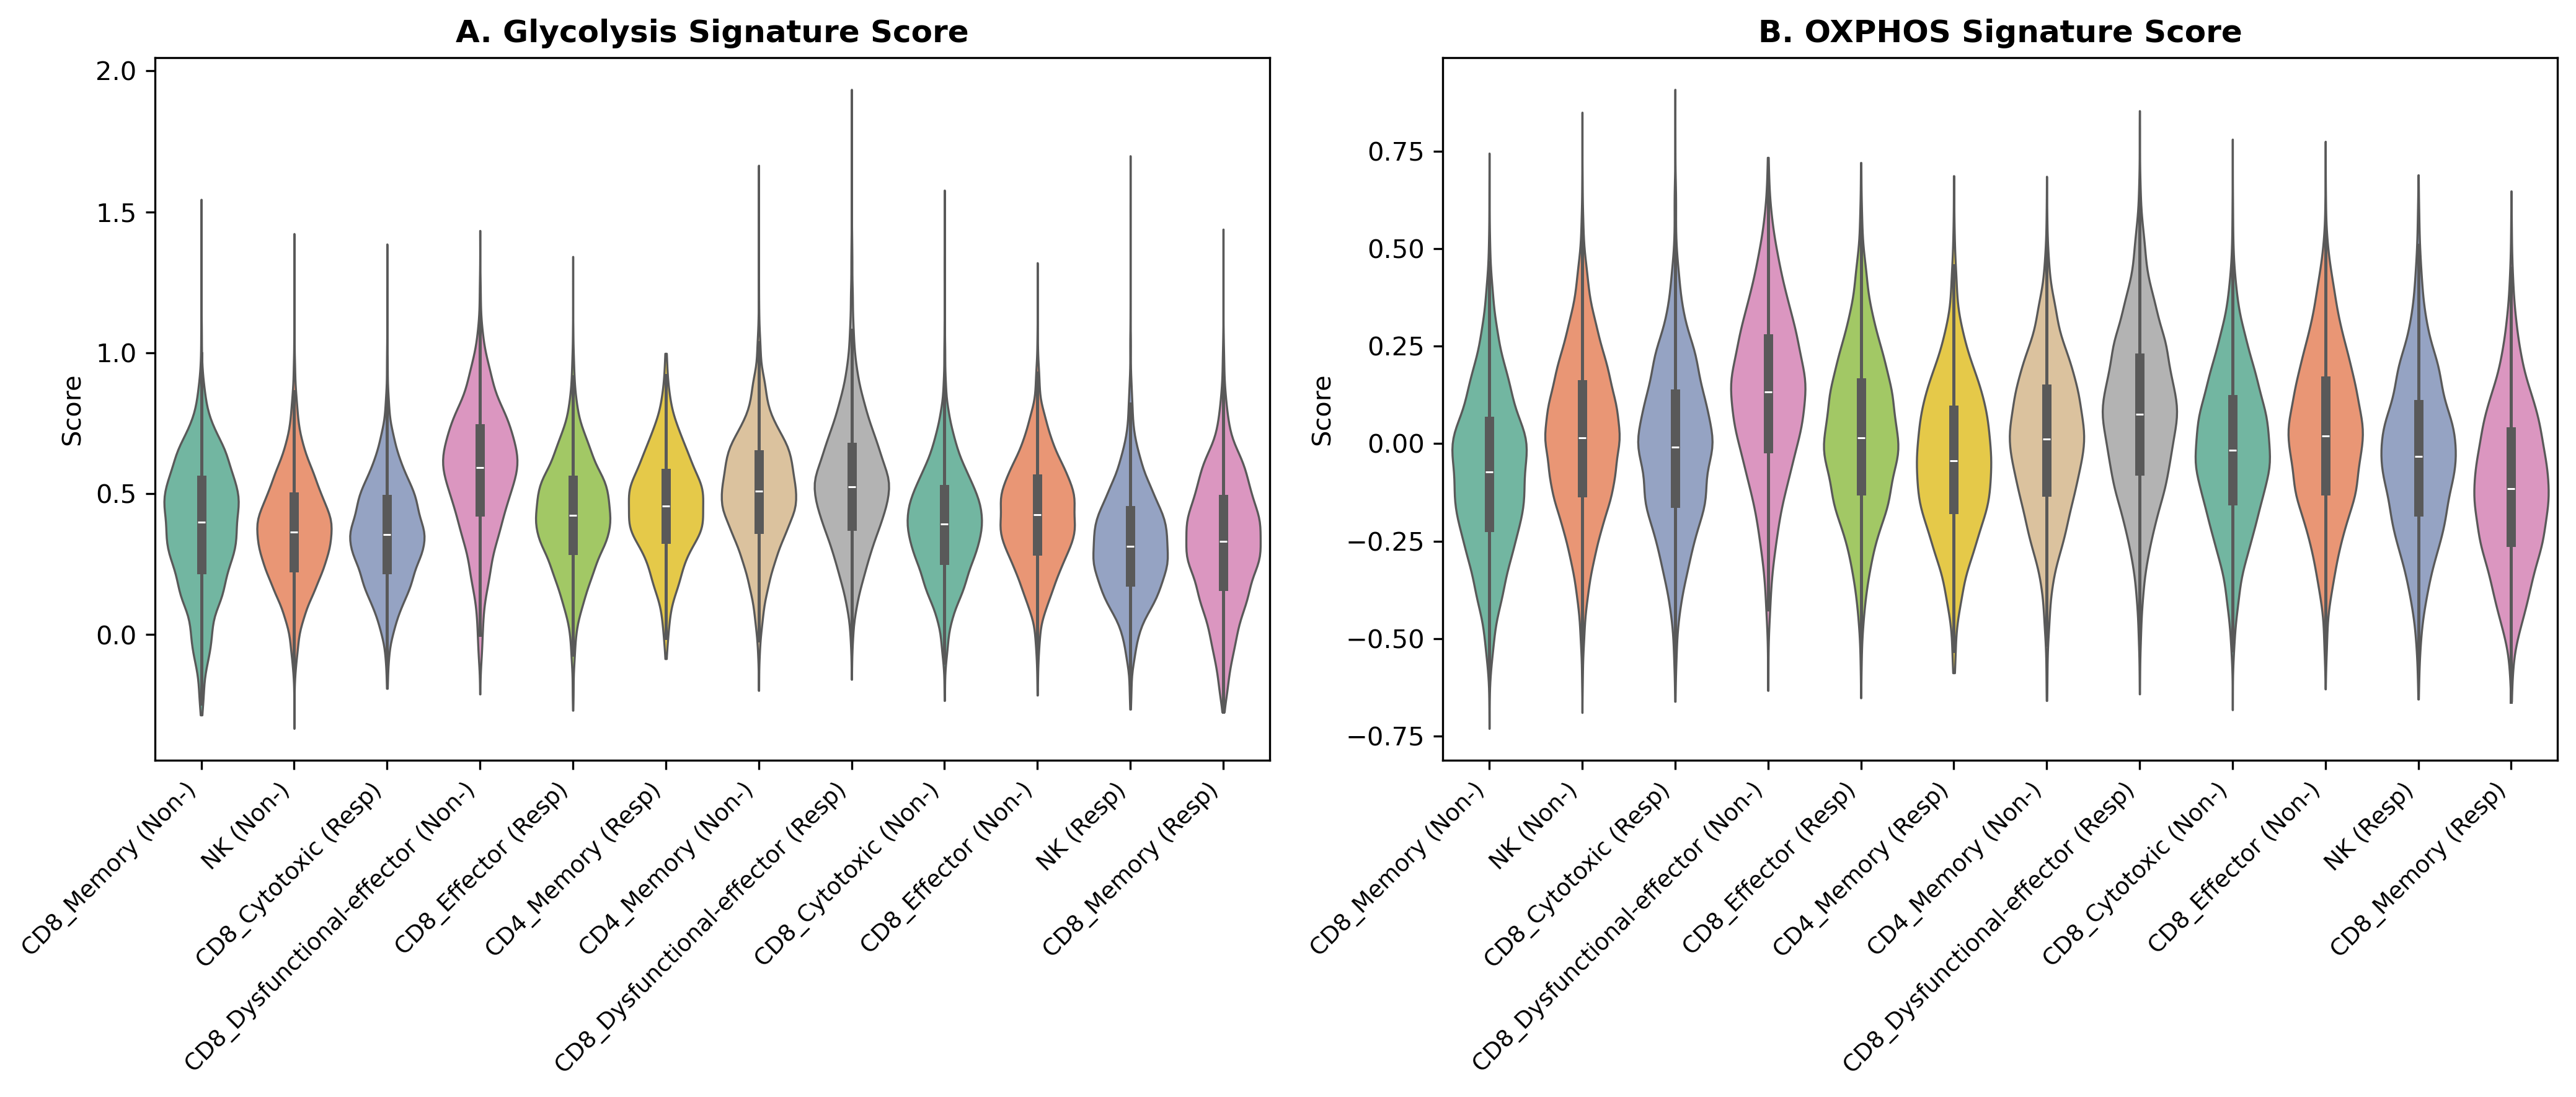 A. Glycolysis Signature Score
2.0
1.5
1.0
0.5
0.0
Score
CD8_Memory (Non-)
NK (Non-)
CD8_Cytotoxic (Resp)
CD8_Dysfunctional-effector (Non-)
CD8_Effector (Resp)
CD4_Memory (Resp)
CD4_Memory (Non-)
CD8_Dysfunctional-effector (Resp)
CD8_Cytotoxic (Non-)
CD8_Effector (Non-)
NK (Resp)
CD8_Memory (Resp)
B. OXPHOS Signature Score
0.75
0.50
0.25
0.00
−0.25
−0.50
−0.75
Score
CD8_Memory (Non-)
NK (Non-)
CD8_Cytotoxic (Resp)
CD8_Dysfunctional-effector (Non-)
CD8_Effector (Resp)
CD4_Memory (Resp)
CD4_Memory (Non-)
CD8_Dysfunctional-effector (Resp)
CD8_Cytotoxic (Non-)
CD8_Effector (Non-)
NK (Resp)
CD8_Memory (Resp)